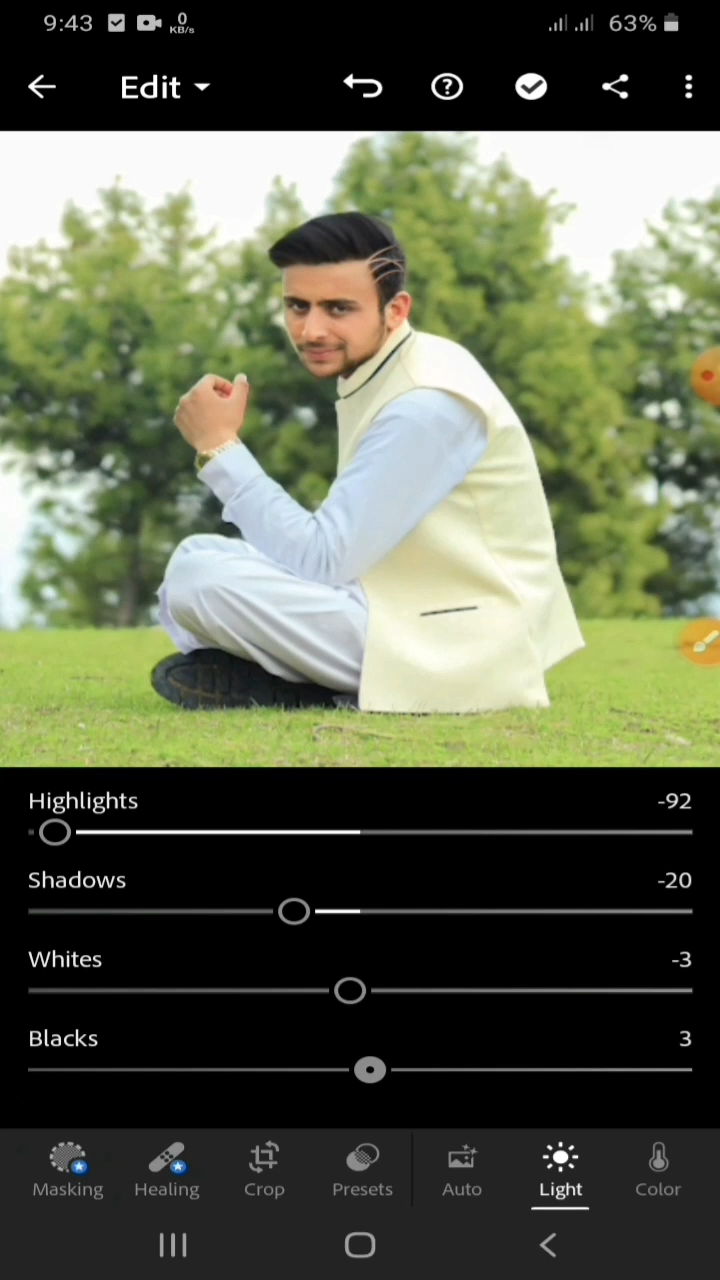 9:43 0 KB/s 63%
Edit
Highlights -92
Shadows -20
Whites -3
Blacks 3
Masking Healing Crop Presets Auto Light Color